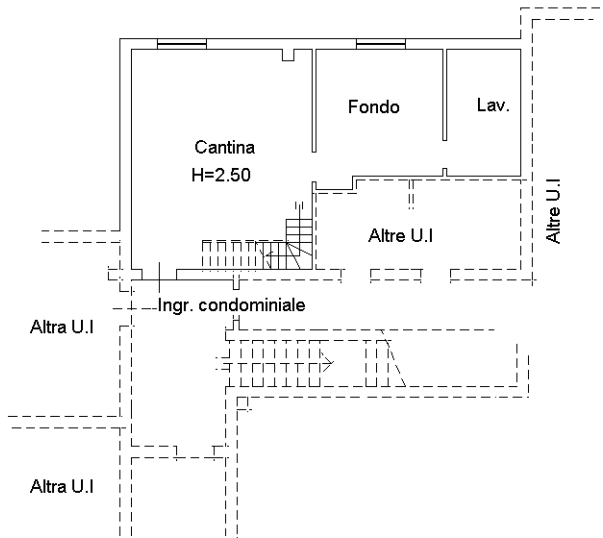 Fondo
Lav.
Cantina
H=2.50
Altre U.I
Altre U.I
Ingr. condominiale
Altra U.I
Altra U.I